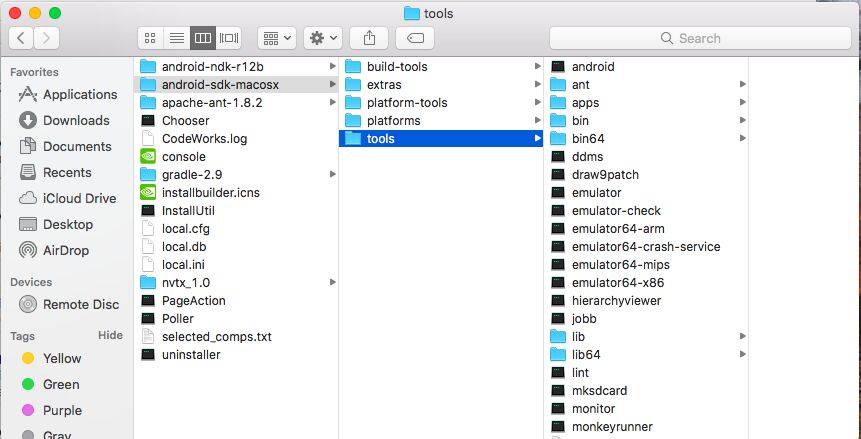 tools
Search
Favorites
Applications
Downloads
Documents
Recents
iCloud Drive
Desktop
AirDrop
Devices
Remote Disc
Tags
Hide
Yellow
Green
Purple
Gray
android-ndk-r12b
android-sdk-macosx
apache-ant-1.8.2
Chooser
CodeWorks.log
console
gradle-2.9
installbuilder.icns
InstallUtil
local.cfg
local.db
local.ini
nvtx_1.0
PageAction
Poller
selected_comps.txt
uninstaller
build-tools
extras
platform-tools
platforms
tools
android
ant
apps
bin
bin64
ddms
draw9patch
emulator
emulator-check
emulator64-arm
emulator64-crash-service
emulator64-mips
emulator64-x86
hierarchyviewer
jobb
lib
lib64
lint
mksdcard
monitor
monkeyrunner